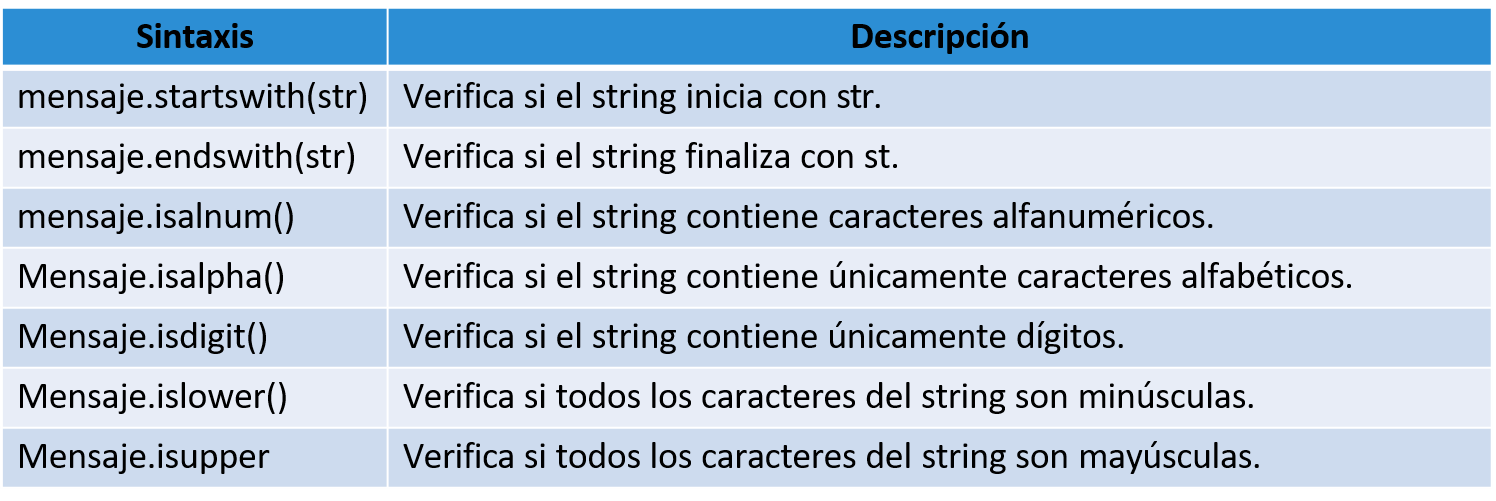 Sintaxis Descripción
mensaje.startswith(str) Verifica si el string inicia con str.
mensaje.endswith(str) Verifica si el string finaliza con st.
mensaje.isalnum() Verifica si el string contiene caracteres alfanuméricos.
Mensaje.isalpha() Verifica si el string contiene únicamente caracteres alfabéticos.
Mensaje.isdigit() Verifica si el string contiene únicamente dígitos.
Mensaje.islower() Verifica si todos los caracteres del string son minúsculas.
Mensaje.isupper Verifica si todos los caracteres del string son mayúsculas.